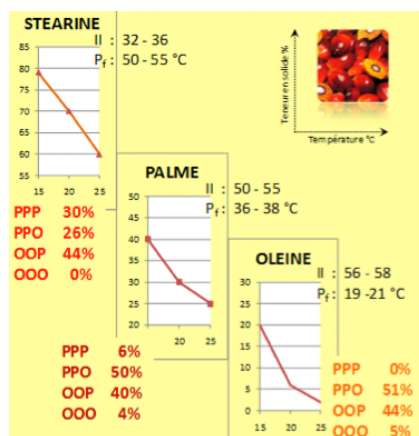 STEARINE
II : 32 - 36
Pf : 50 - 55 °C
85
80
75
70
65
60
55
15 20 25
PPP 30%
PPO 26%
OOP 44%
OOO 0%
Teneur en solide %
Température °C
PALME
II : 50 - 55
Pf : 36 - 38 °C
50
45
40
35
30
25
20
20 25
PPP 6%
PPO 50%
OOP 40%
OOO 4%
OLEINE
II : 56 - 58
Pf : 19 -21 °C
30
25
20
15
10
5
0
15 20 25
PPP 0%
PPO 51%
OOP 44%
OOO 5%